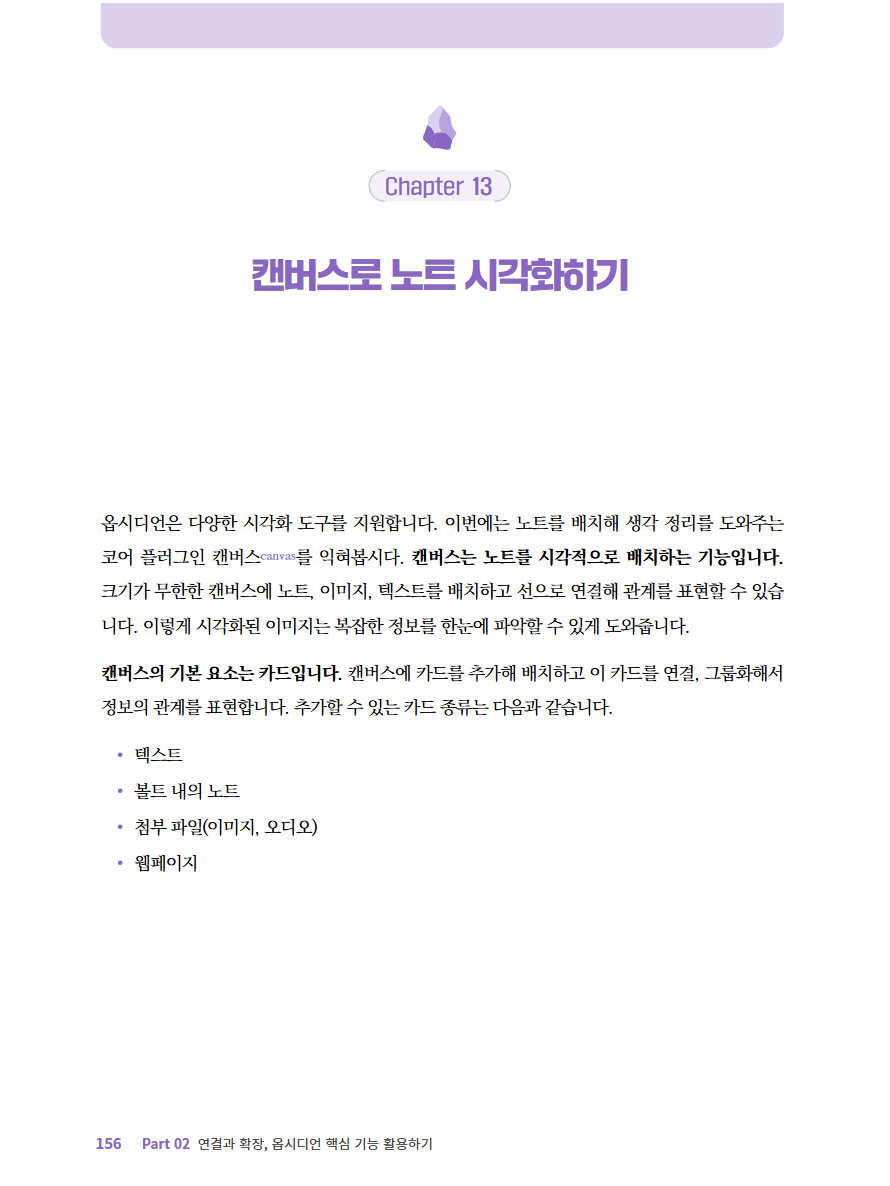 Chapter 13
캔버스로 노트 시각화하기
옵시디언은 다양한 시각화 도구를 지원합니다. 이번에는 노트를 배치해 생각 정리를 도와주는
코어 플러그인 캔버스canvas를 익혀봅시다. 캔버스는 노트를 시각적으로 배치하는 기능입니다.
크기가 무한한 캔버스에 노트, 이미지, 텍스트를 배치하고 선으로 연결해 관계를 표현할 수 있습
니다. 이렇게 시각화된 이미지는 복잡한 정보를 한눈에 파악할 수 있게 도와줍니다.
캔버스의 기본 요소는 카드입니다. 캔버스에 카드를 추가해 배치하고 이 카드를 연결, 그룹화해서
정보의 관계를 표현합니다. 추가할 수 있는 카드 종류는 다음과 같습니다.
• 텍스트
• 볼트 내의 노트
• 첨부 파일(이미지, 오디오)
• 웹페이지
156 Part 02 연결과 확장, 옵시디언 핵심 기능 활용하기